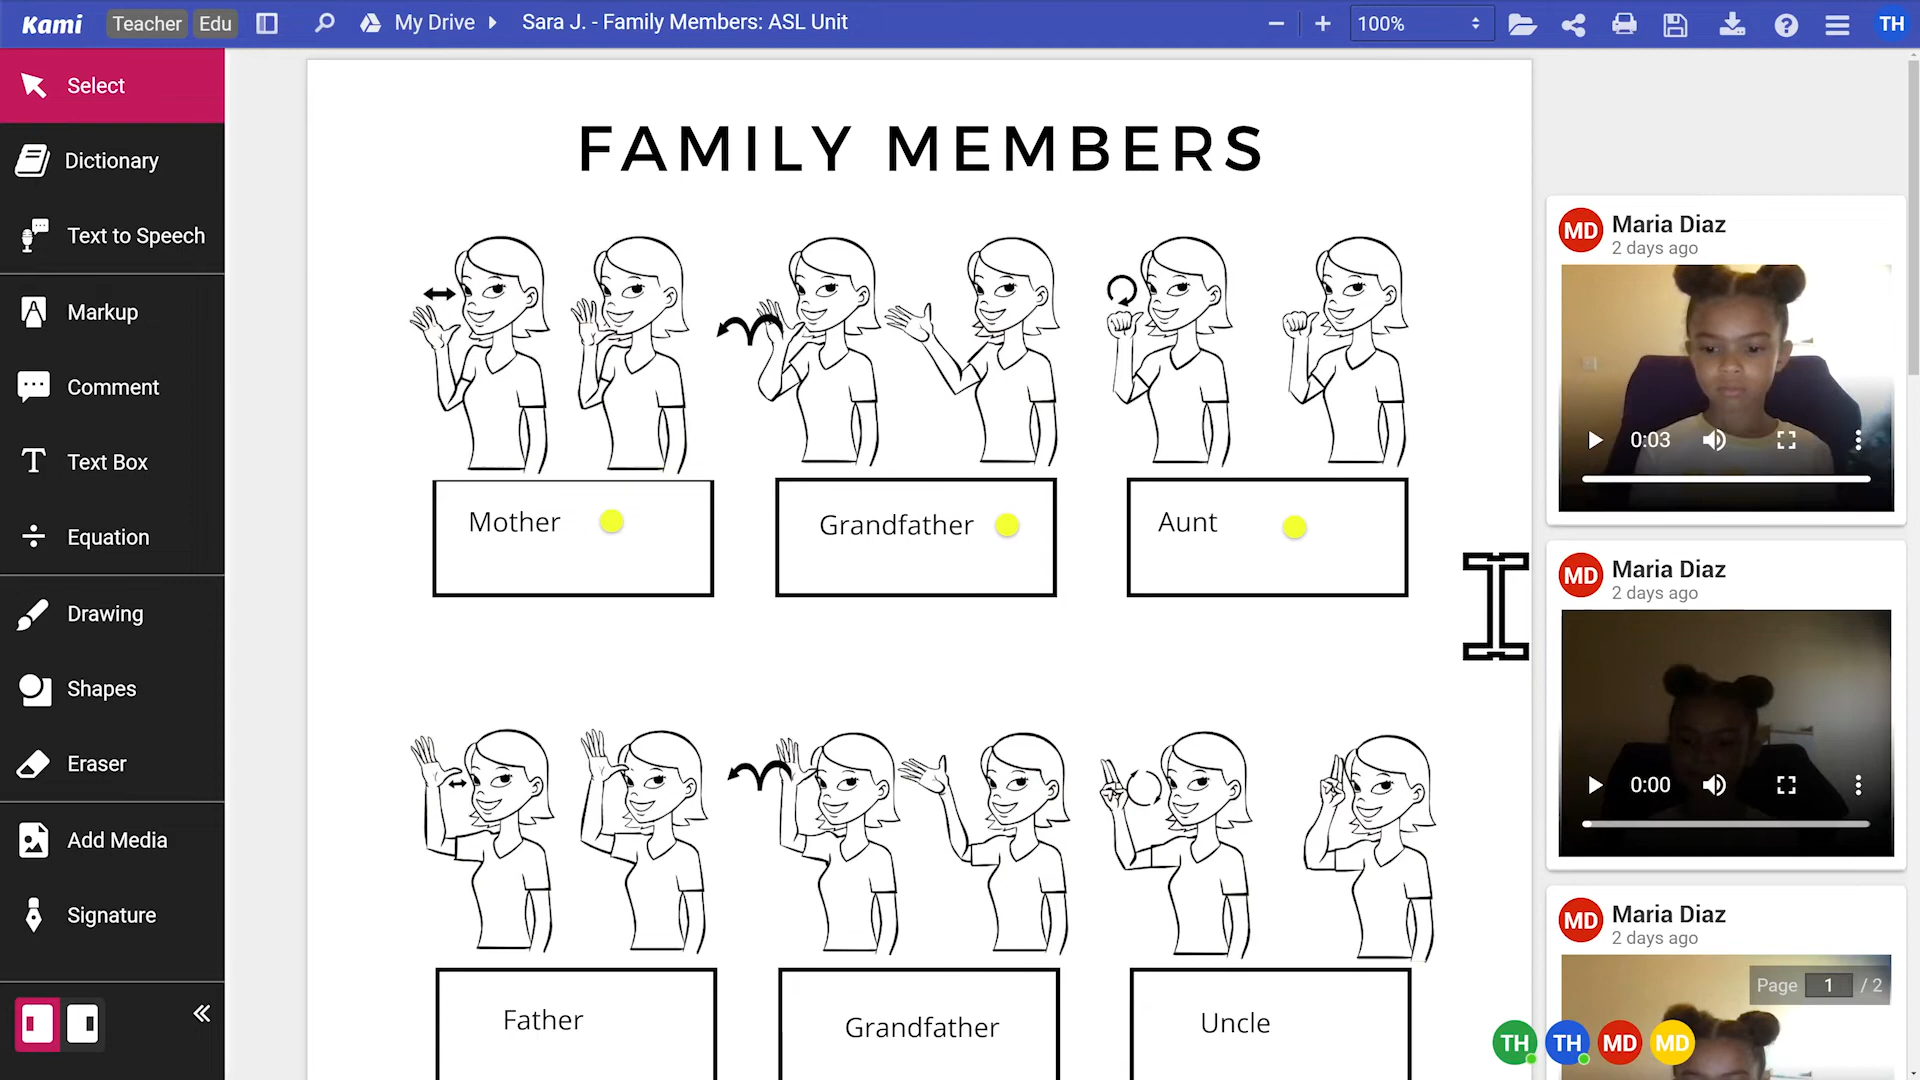 Kami Teacher Edu My Drive Sara J. - Family Members: ASL Unit 100% TH
Select
Dictionary
Text to Speech
Markup
Comment
Text Box
Equation
Drawing
Shapes
Eraser
Add Media
Signature
FAMILY MEMBERS
Mother
Grandfather
Aunt
Father
Grandfather
Uncle
MD Maria Diaz
2 days ago
0:03
MD Maria Diaz
2 days ago
0:00
MD Maria Diaz
2 days ago
Page 1 / 2
TH TH MD MD